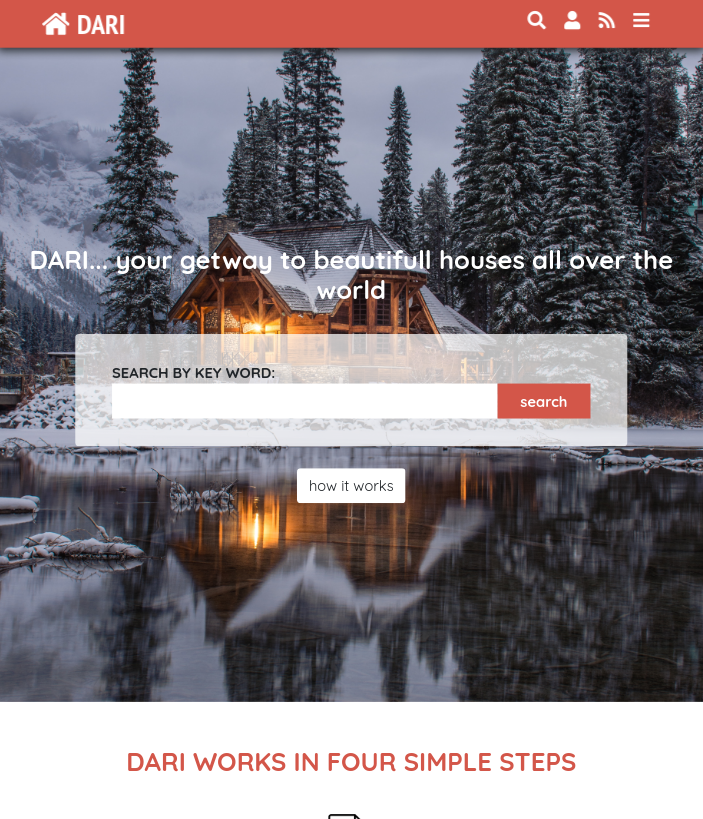 DARI
DARI... your getway to beautifull houses all over the
world
SEARCH BY KEY WORD:
search
how it works
DARI WORKS IN FOUR SIMPLE STEPS